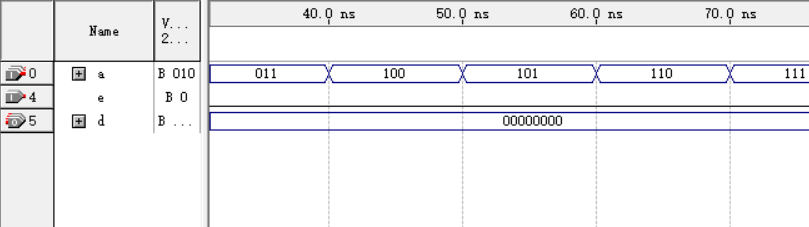 40.0 ns 50.0 ns 60.0 ns 70.0 ns
Name V...
2...
0 a B 010 011 100 101 110 111
4 e B 0
5 d B ... 00000000